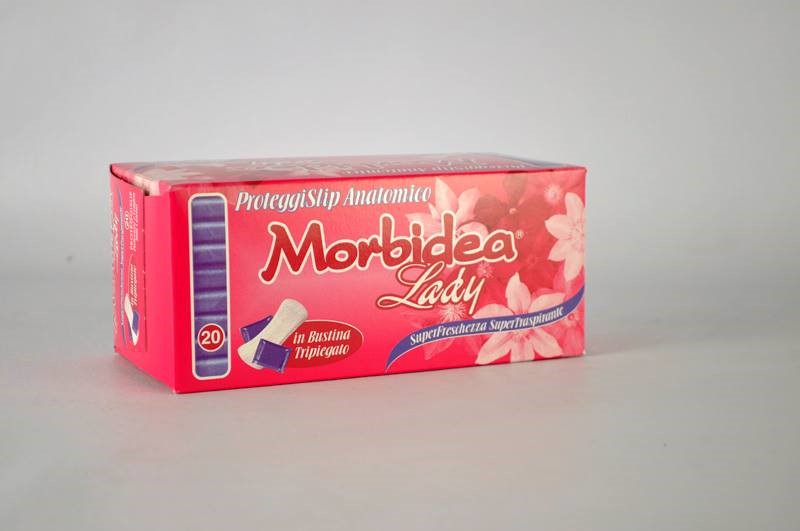 ProteggiSlip Anatomico
Morbidea®
Lady
SuperFreschezza SuperTraspirante
20
in Bustina
Tripiegato